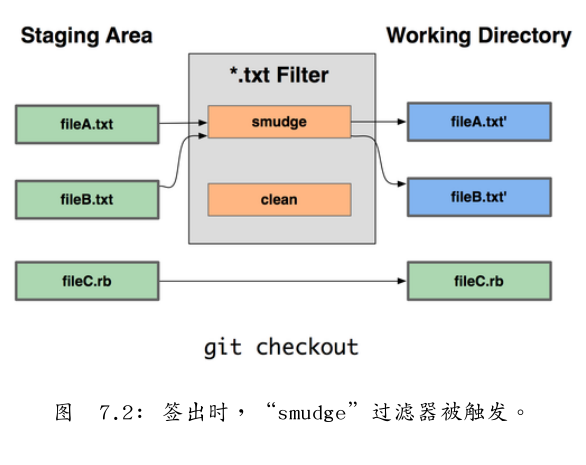 Staging Area
Working Directory
*.txt Filter
fileA.txt
smudge
fileA.txt'
fileB.txt
clean
fileB.txt'
fileC.rb
fileC.rb
git checkout
图 7.2: 签出时，“smudge”过滤器被触发。